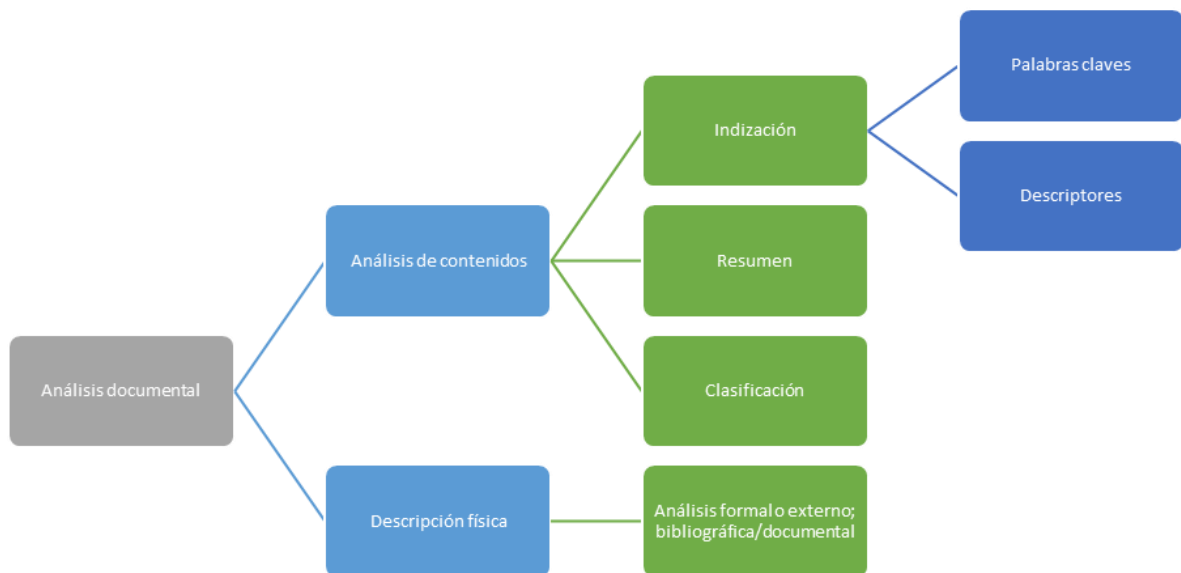 Palabras claves
Indización
Descriptores
Análisis de contenidos
Resumen
Análisis documental
Clasificación
Descripción física
Análisis formal o externo;
bibliográfica/documental